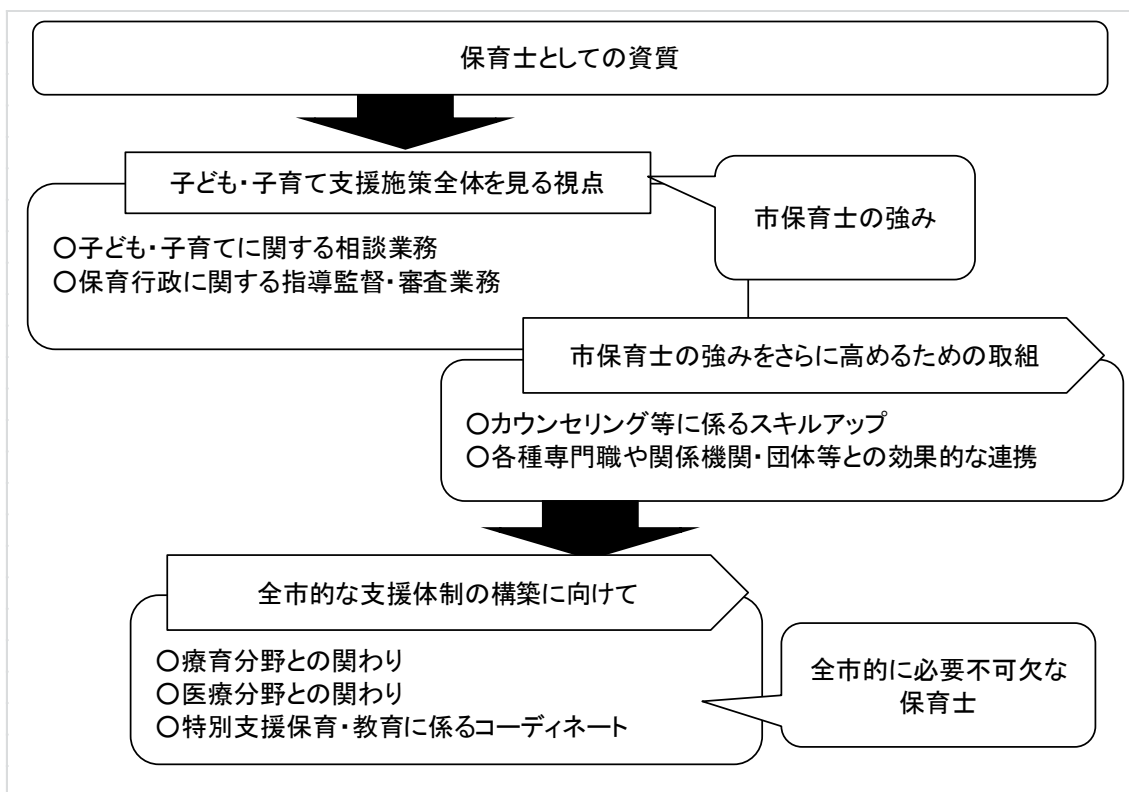 保育士としての資質
子ども・子育て支援施策全体を見る視点
市保育士の強み
〇子ども・子育てに関する相談業務
〇保育行政に関する指導監督・審査業務
市保育士の強みをさらに高めるための取組
〇カウンセリング等に係るスキルアップ
〇各種専門職や関係機関・団体等との効果的な連携
全市的な支援体制の構築に向けて
〇療育分野との関わり
〇医療分野との関わり
〇特別支援保育・教育に係るコーディネート
全市的に必要不可欠な
保育士